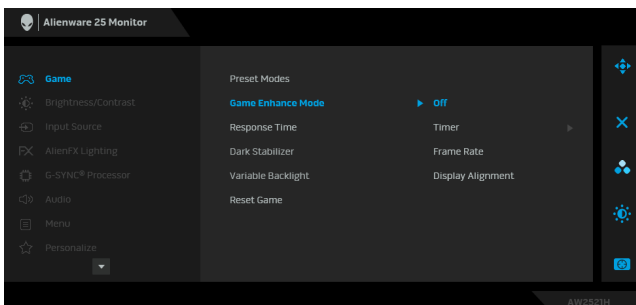 Alienware 25 Monitor
Game
Brightness/Contrast
Input Source
FX AlienFX Lighting
G-SYNC® Processor
Audio
Menu
Personalize
Preset Modes
Game Enhance Mode
Response Time
Dark Stabilizer
Variable Backlight
Reset Game
Off
Timer
Frame Rate
Display Alignment
AW2521H